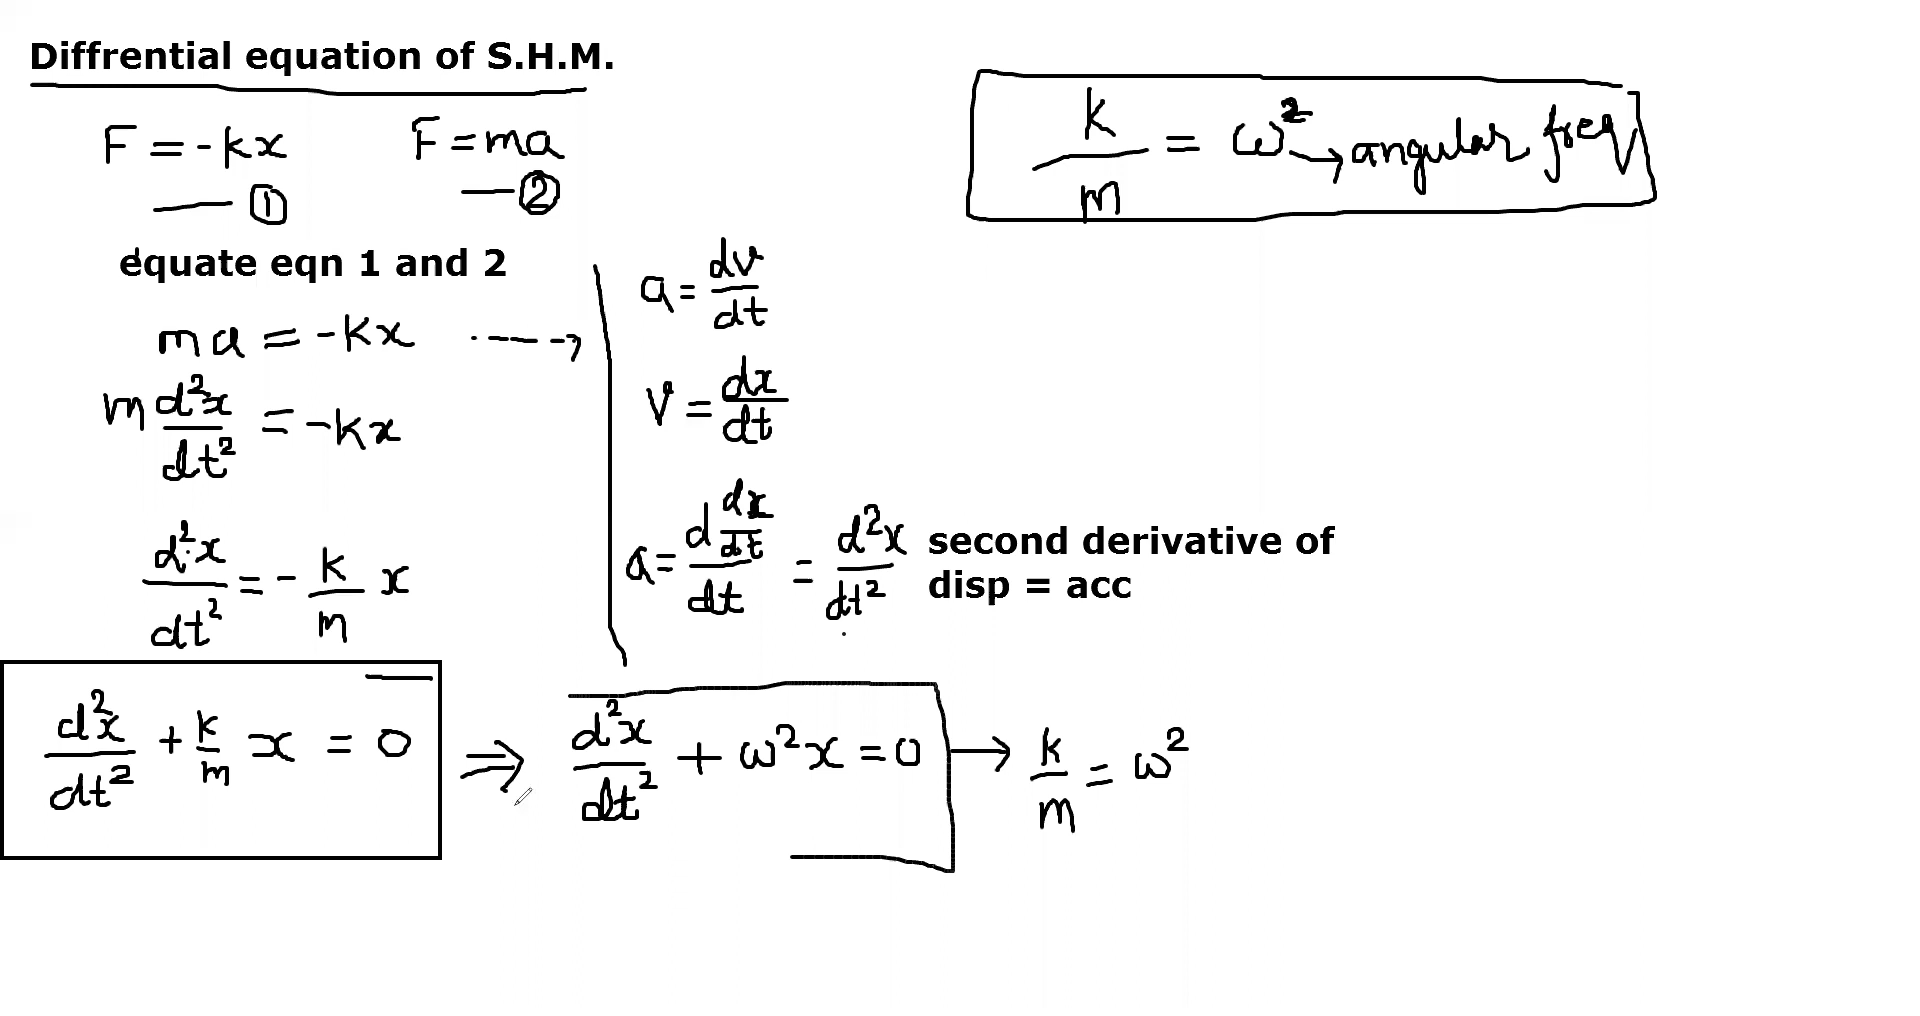 Diffrential equation of S.H.M.
F = -kx
F = ma
— ①
— ②
equate eqn 1 and 2
ma = -kx ----→
m d²x/dt² = -kx
d²x/dt² = - k/m x
d²x/dt² + k/m x = 0
a = dv/dt
v = dx/dt
a = d dx/dt / dt = d²x/dt²
second derivative of
disp = acc
⇒ d²x/dt² + ω²x = 0 → k/m = ω²
k/m = ω² → angular freq